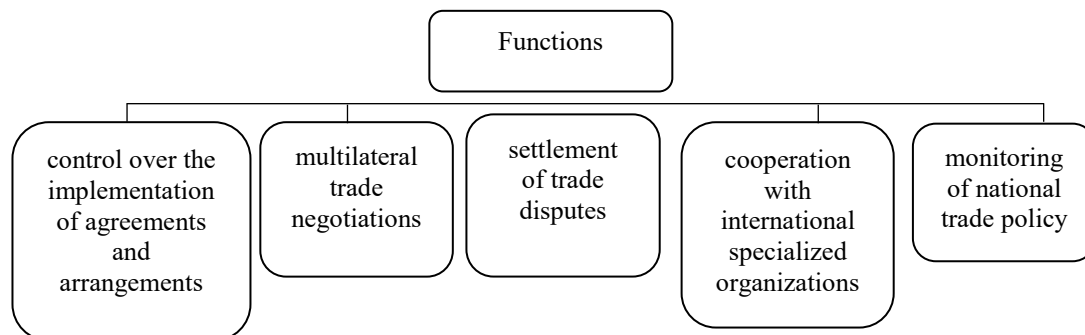 Functions
control over the
implementation
of agreements
and
arrangements
multilateral
trade
negotiations
settlement
of trade
disputes
cooperation
with
international
specialized
organizations
monitoring
of national
trade policy